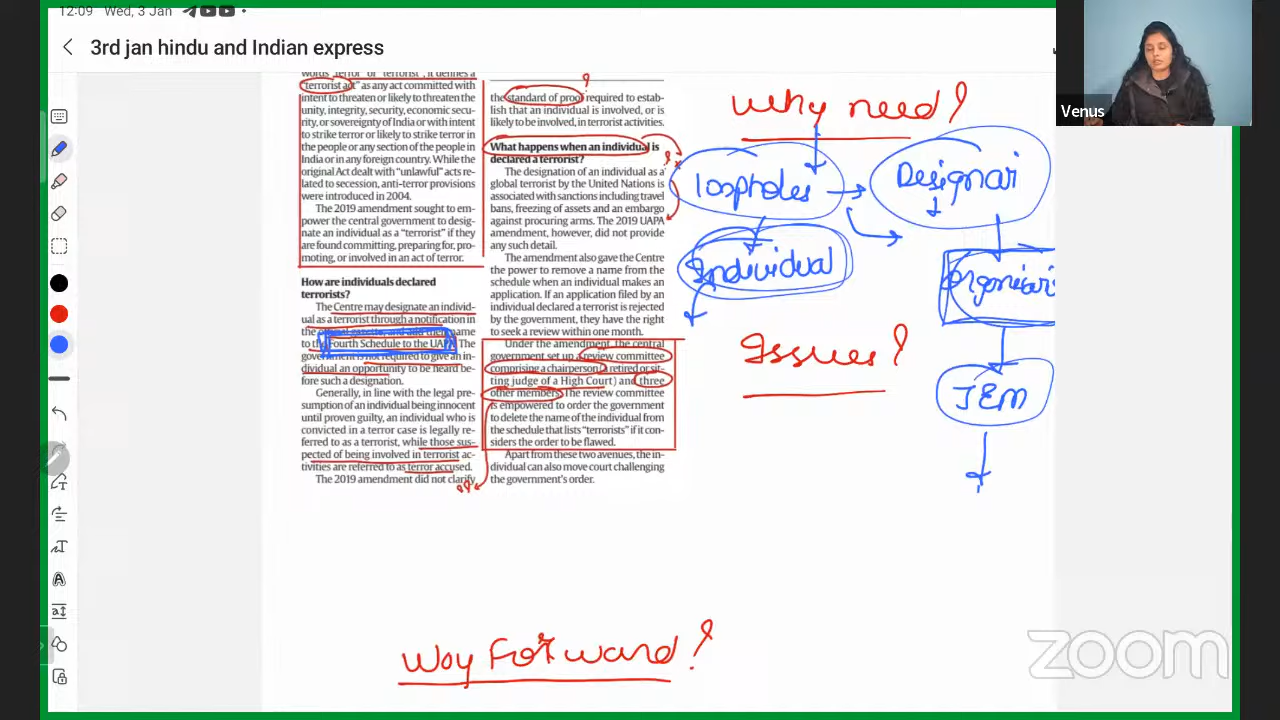 12:09 Wed, 3 Jan
3rd jan hindu and Indian express
Venus
words "terror" or "terrorist", it defines a
"terrorist act" as any act committed with
intent to threaten or likely to threaten the
unity, integrity, security, economic secu-
rity, or sovereignty of India or with intent
to strike terror or likely to strike terror in
the people or any section of the people in
India or in any foreign country. While the
original Act dealt with "unlawful" acts re-
lated to secession, anti-terror provisions
were introduced in 2004.
The 2019 amendment sought to em-
power the central government to desig-
nate an individual as a "terrorist" if they
are found committing, preparing for, pro-
moting, or involved in an act of terror.
How are individuals declared
terrorists?
The Centre may designate an individ-
ual as a terrorist through a notification in
the official gazette, and add their name
to the Fourth Schedule to the UAPA. The
government is not required to give an in-
dividual an opportunity to be heard be-
fore such a designation.
Generally, in line with the legal pre-
sumption of an individual being innocent
until proven guilty, an individual who is
convicted in a terror case is legally re-
ferred to as a terrorist, while those sus-
pected of being involved in terrorist ac-
tivities are referred to as terror accused.
The 2019 amendment did not clarify
the standard of proof required to estab-
lish that an individual is involved, or is
likely to be involved, in terrorist activities.
What happens when an individual is
declared a terrorist?
The designation of an individual as a
global terrorist by the United Nations is
associated with sanctions including travel
bans, freezing of assets and an embargo
against procuring arms. The 2019 UAPA
amendment, however, did not provide
any such detail.
The amendment also gave the Centre
the power to remove a name from the
schedule when an individual makes an
application. If an application filed by an
individual declared a terrorist is rejected
by the government, they have the right
to seek a review within one month.
Under the amendment, the central
government set up a review committee
comprising a chairperson (a retired or sit-
ting judge of a High Court) and three
other members. The review committee
is empowered to order the government
to delete the name of the individual from
the schedule that lists "terrorists" if it con-
siders the order to be flawed.
Apart from these two avenues, the in-
dividual can also move court challenging
the government's order.
Why need?
loopholes
Individual
Issues?
JEM
Way Forward?
zoom